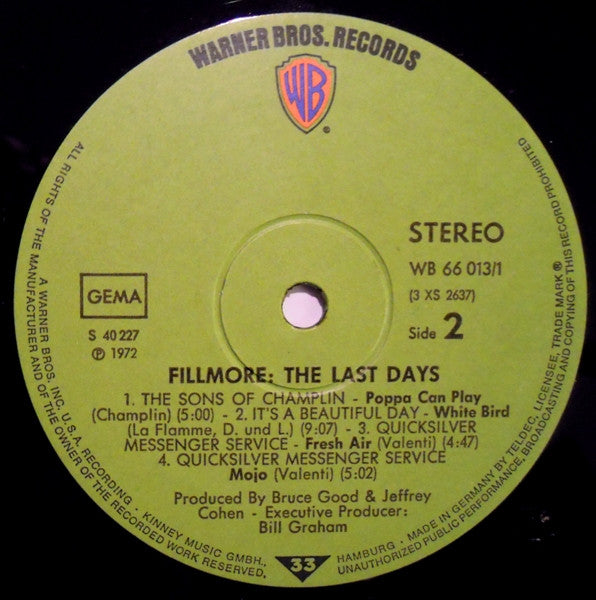 WARNER BROS. RECORDS
WB
®
STEREO
WB 66 013/1
(3 XS 2637)
Side 2
GEMA
S 40 227
℗ 1972
FILLMORE: THE LAST DAYS
1. THE SONS OF CHAMPLIN - Poppa Can Play
(Champlin) (5:00) - 2. IT'S A BEAUTIFUL DAY - White Bird
(La Flamme, D. und L.) (9:07) - 3. QUICKSILVER
MESSENGER SERVICE - Fresh Air (Valenti) (4:47)
4. QUICKSILVER MESSENGER SERVICE
Mojo (Valenti) (5:02)
Produced By Bruce Good & Jeffrey
Cohen - Executive Producer:
Bill Graham
33
A WARNER BROS. INC. U.S.A. RECORDING · KINNEY MUSIC GMBH., HAMBURG · MADE IN GERMANY BY TELDEC, LICENSEE, TRADE MARK ®
ALL RIGHTS OF THE MANUFACTURER AND OF THE OWNER OF THE RECORDED WORK RESERVED. UNAUTHORIZED PUBLIC PERFORMANCE, BROADCASTING AND COPYING OF THIS RECORD PROHIBITED